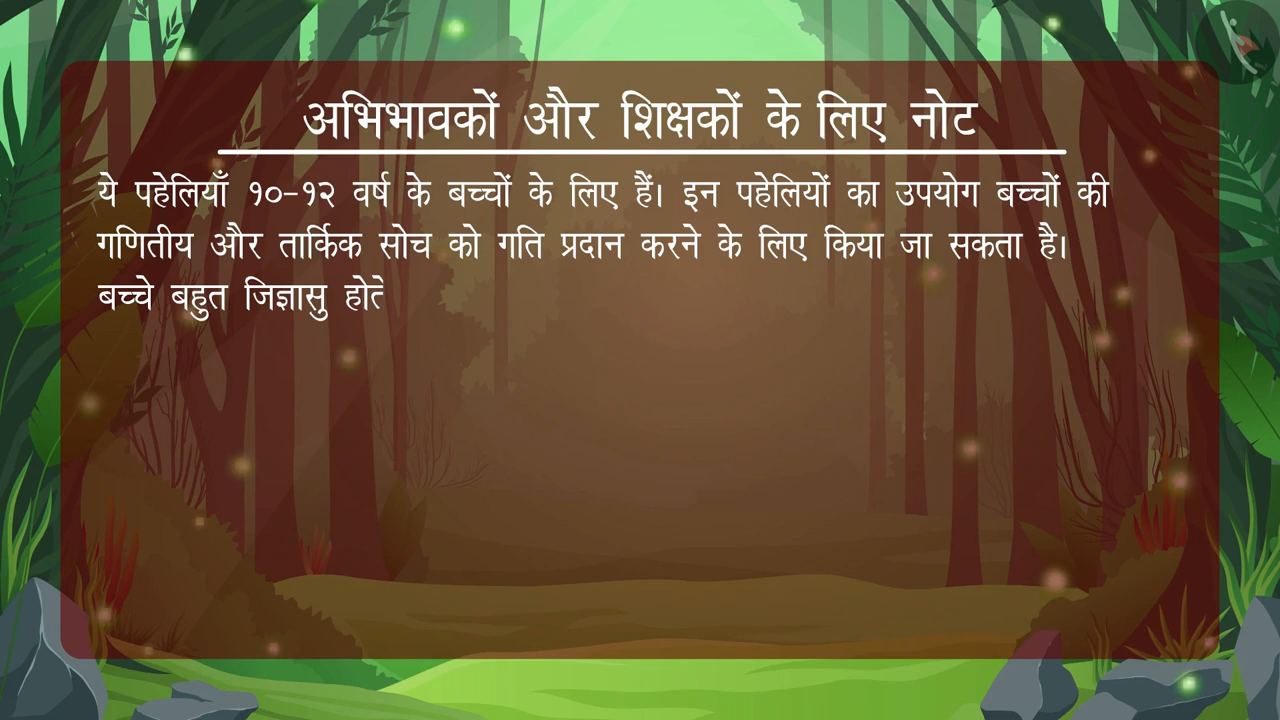 अभिभावकों और शिक्षकों के लिए नोट
ये पहेलियाँ १०-१२ वर्ष के बच्चों के लिए हैं। इन पहेलियों का उपयोग बच्चों की
गणितीय और तार्किक सोच को गति प्रदान करने के लिए किया जा सकता है।
बच्चे बहुत जिज्ञासु होते